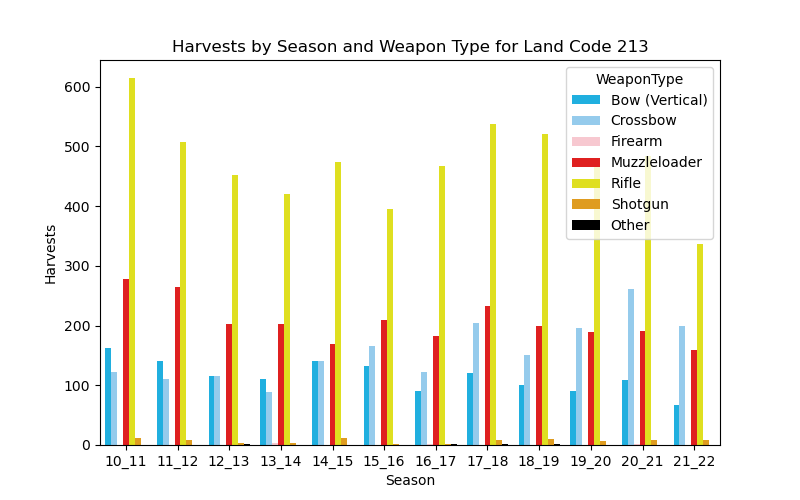 Harvests by Season and Weapon Type for Land Code 213
WeaponType
Bow (Vertical)
Crossbow
Firearm
Muzzleloader
Rifle
Shotgun
Other
600
500
400
300
200
100
0
Harvests
10_11 11_12 12_13 13_14 14_15 15_16 16_17 17_18 18_19 19_20 20_21 21_22
Season